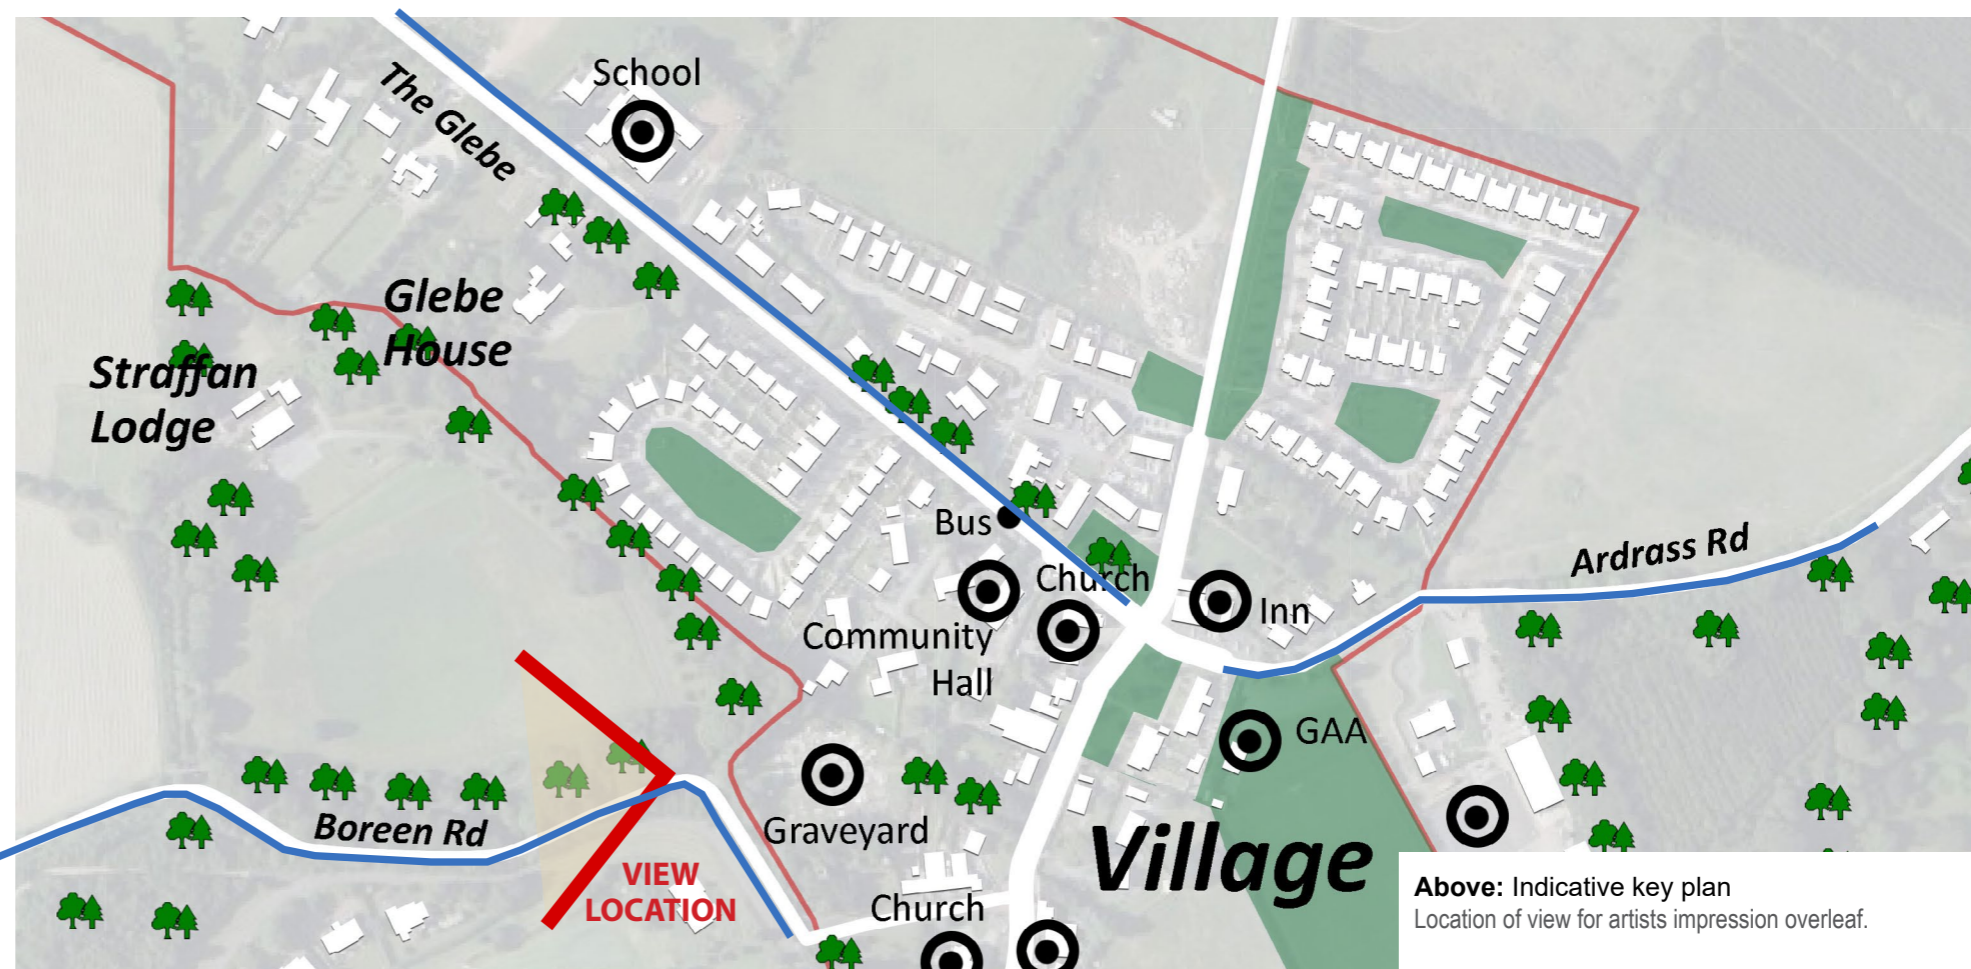 School
The Glebe
Glebe
House
Straffan
Lodge
Bus
Church
Community
Hall
Inn
Ardrass Rd
GAA
Boreen Rd
Graveyard
VIEW
LOCATION
Village
Church
Above: Indicative key plan
Location of view for artists impression overleaf.